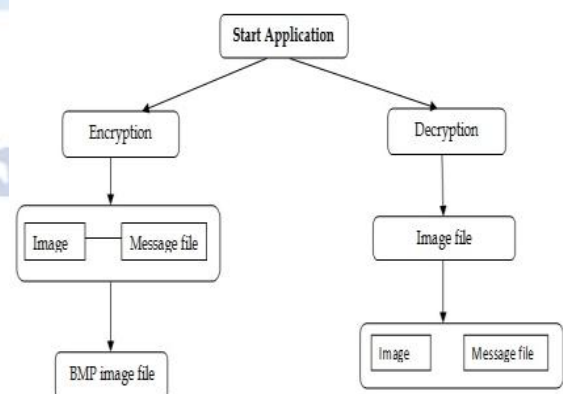 Start Application
Encryption
Decryption
Image
Message file
Image file
BMP image file
Image
Message file